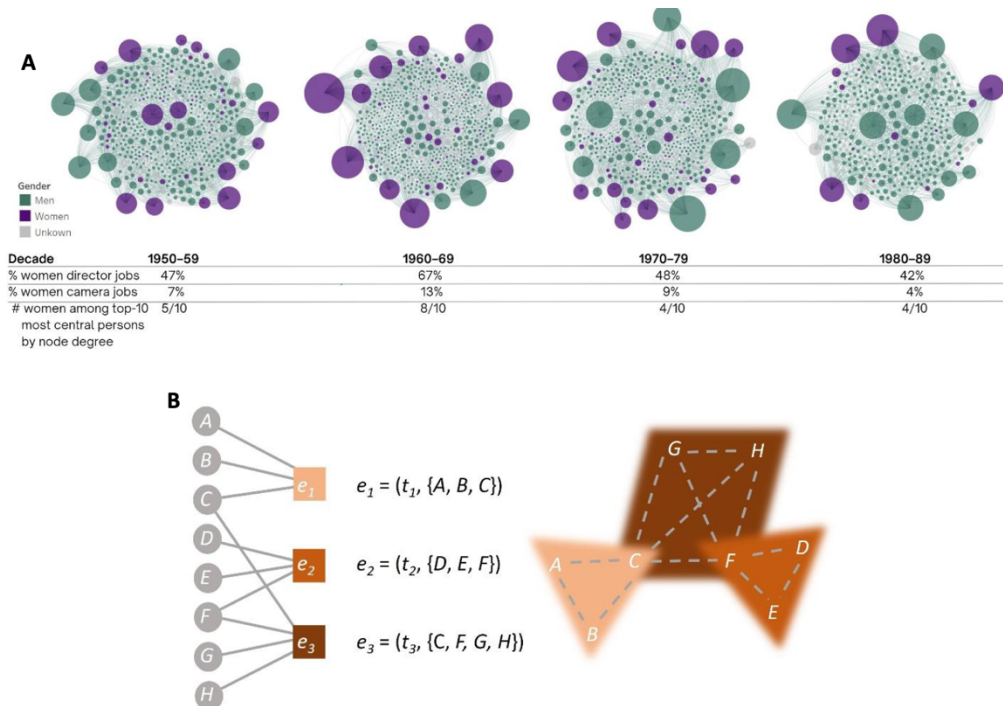 A
Gender
Men
Women
Unkown
Decade 1950–59 1960–69 1970–79 1980–89
% women director jobs 47% 67% 48% 42%
% women camera jobs 7% 13% 9% 4%
# women among top-10 5/10 8/10 4/10 4/10
most central persons
by node degree
B
A
B
C
D
E
F
G
H
e1
e2
e3
e1 = (t1, {A, B, C})
e2 = (t2, {D, E, F})
e3 = (t3, {C, F, G, H})
G H
A C F D
B E